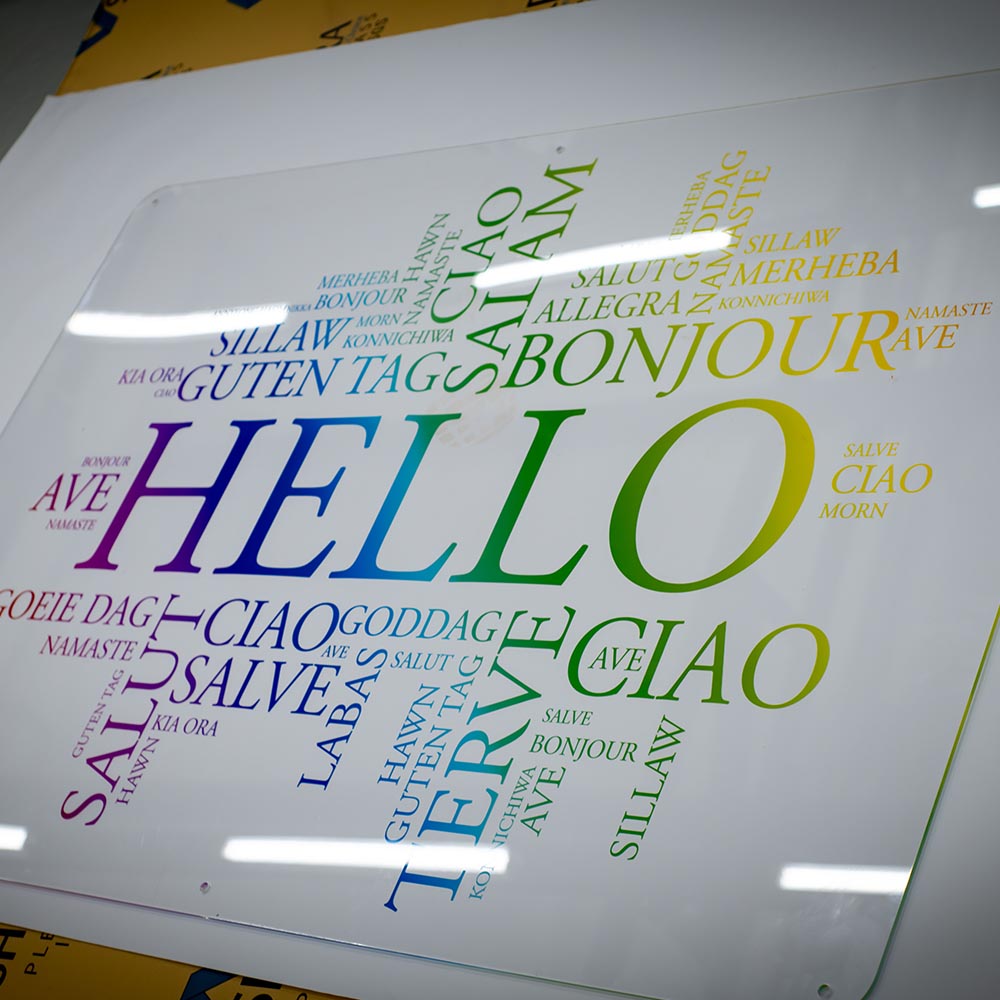 CIAO
SALAM
HAWN
NAMASTE
GODDAG
NAMASTE
MERHEBA
MERHEBA
BONJOUR
SILLAW
MORN
KONNICHIWA
SALUT
ALLEGRA
SILLAW
MERHEBA
KONNICHIWA
KIA ORA
CIAO
GUTEN TAG
BONJOUR
NAMASTE
AVE
BONJOUR
AVE
NAMASTE
HELLO
SALVE
CIAO
MORN
GOEIE DAG
NAMASTE
SALUT
GUTEN TAG
HAWN
KIA ORA
CIAO
AVE
SALVE
LABAS
GODDAG
SALUT
HAWN
GUTEN TAG
TERVE
KONNICHIWA
AVE
CIAO
AVE
SALVE
BONJOUR
SILLAW